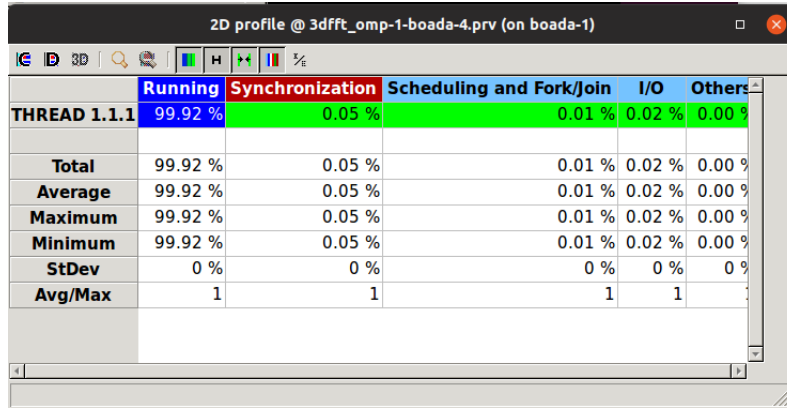 2D profile @ 3dfft_omp-1-boada-4.prv (on boada-1)
3D H
Running Synchronization Scheduling and Fork/Join I/O Others
THREAD 1.1.1 99.92 % 0.05 % 0.01 % 0.02 % 0.00 %
Total 99.92 % 0.05 % 0.01 % 0.02 % 0.00 %
Average 99.92 % 0.05 % 0.01 % 0.02 % 0.00 %
Maximum 99.92 % 0.05 % 0.01 % 0.02 % 0.00 %
Minimum 99.92 % 0.05 % 0.01 % 0.02 % 0.00 %
StDev 0 % 0 % 0 % 0 % 0 %
Avg/Max 1 1 1 1